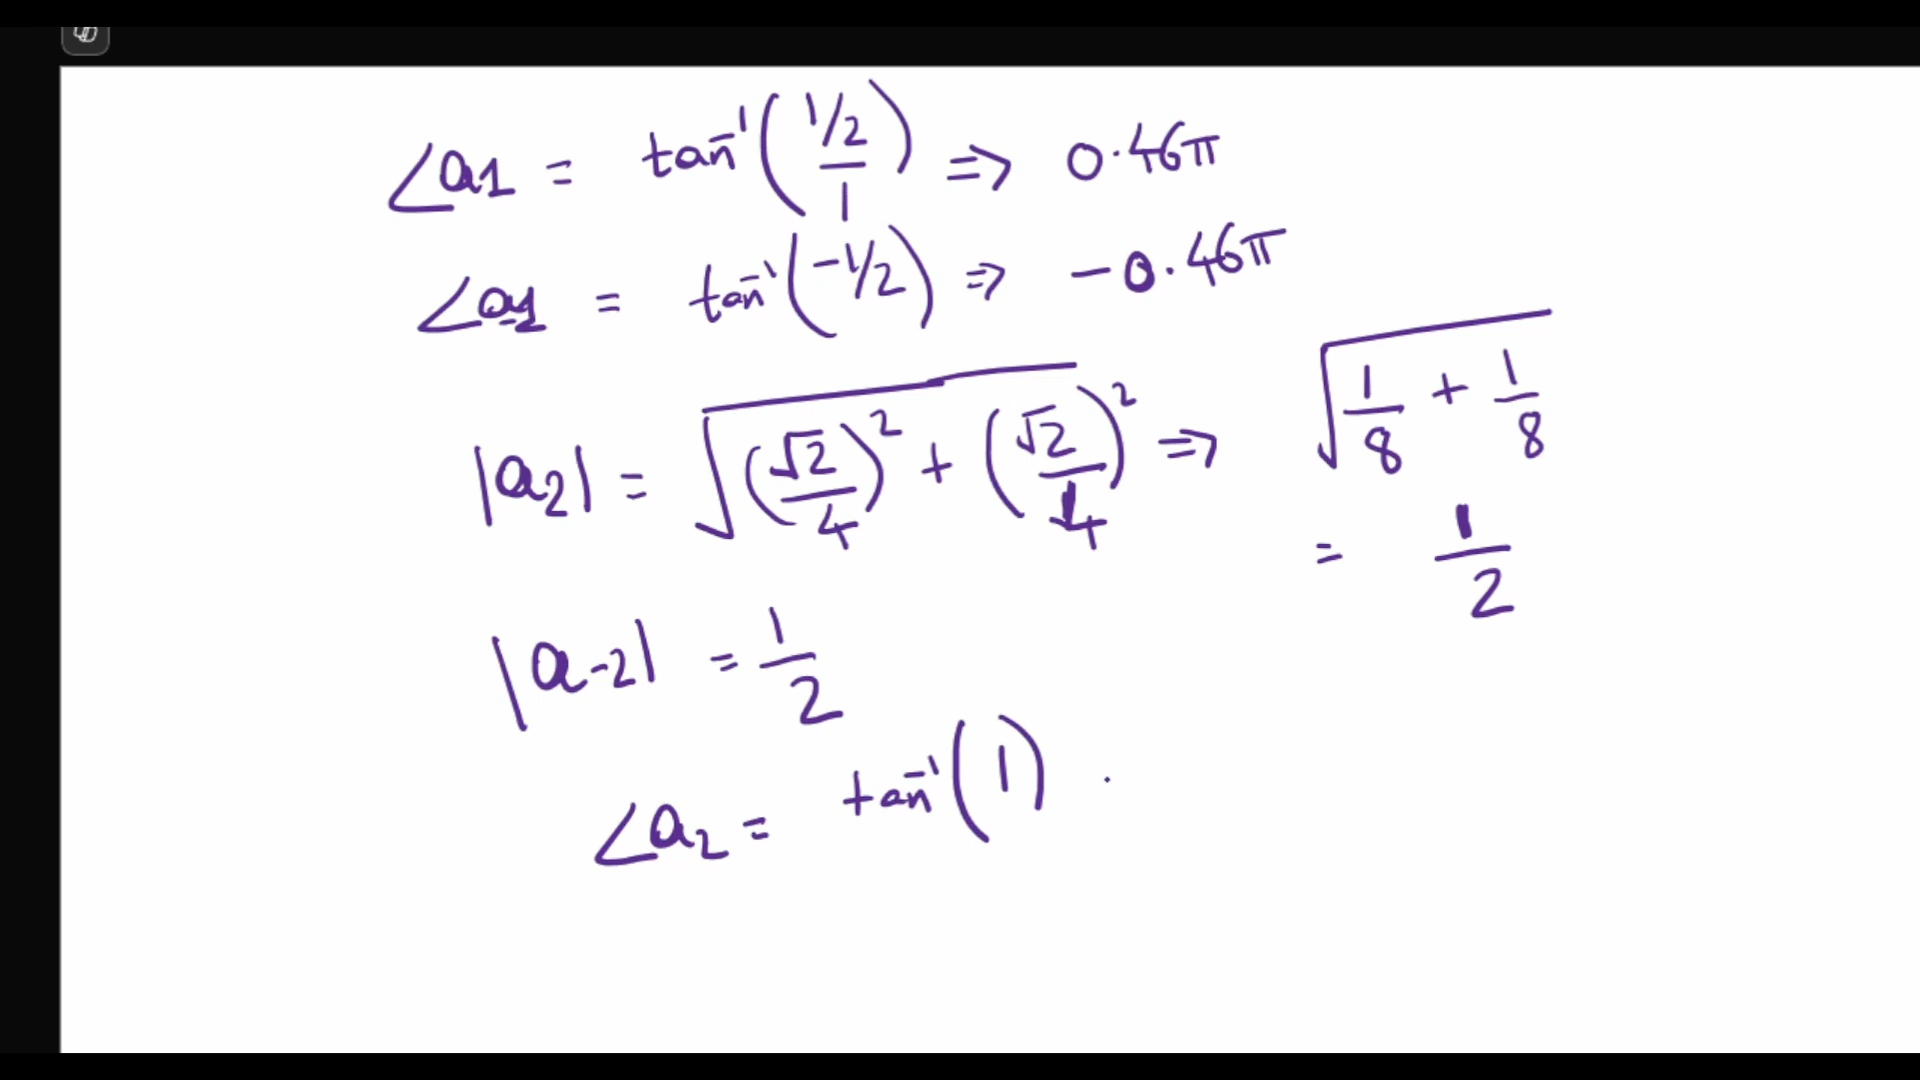 ∠a1 = tan⁻¹((1/2)/1) => 0.46π
∠a-1 = tan⁻¹(-1/2) => -0.46π
|a₂| = √((√2/4)² + (√2/4)²) => √(1/8 + 1/8)
= 1/2
|a-2| = 1/2
∠a₂ = tan⁻¹(1)